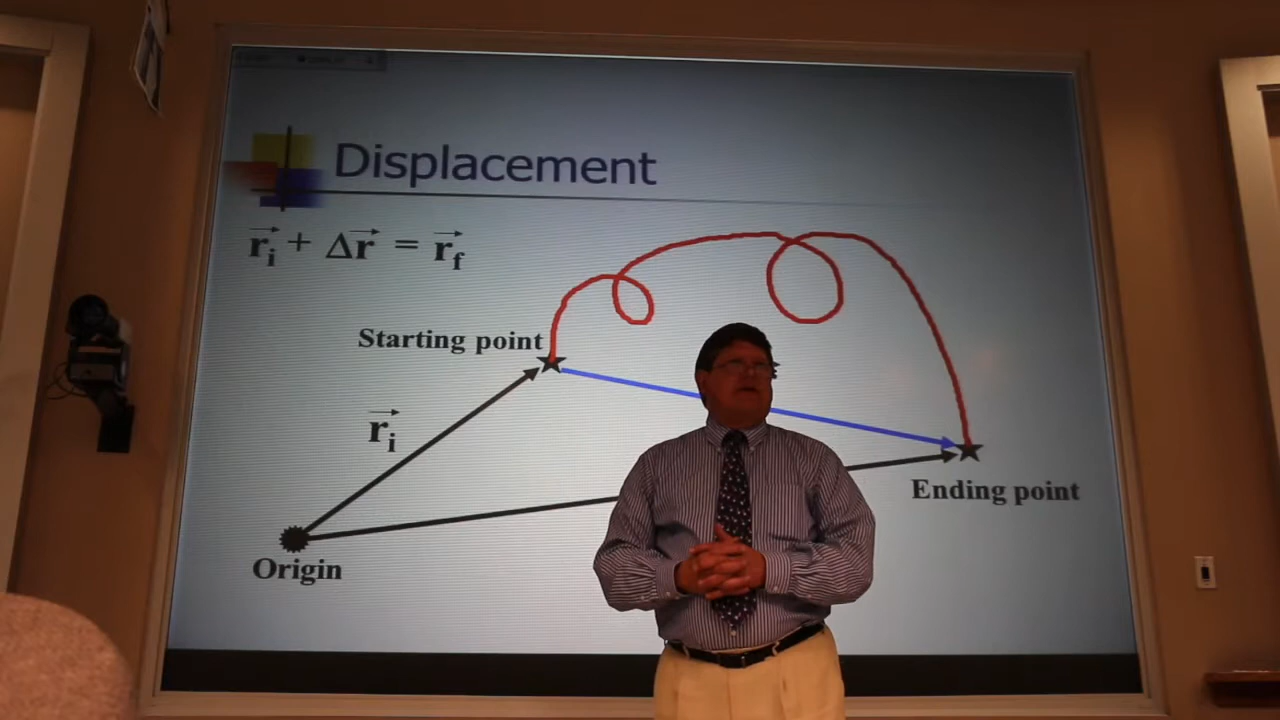 Displacement
r⃗ᵢ + Δr⃗ = r⃗f
Starting point
r⃗ᵢ
Ending point
Origin